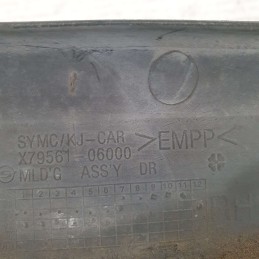 SYMC/KJ-CAR >EMPP<
X79561-06000
MLD'G ASS'Y DR
1 2 3 4 5 6 7 8 9 10 11 12
RH